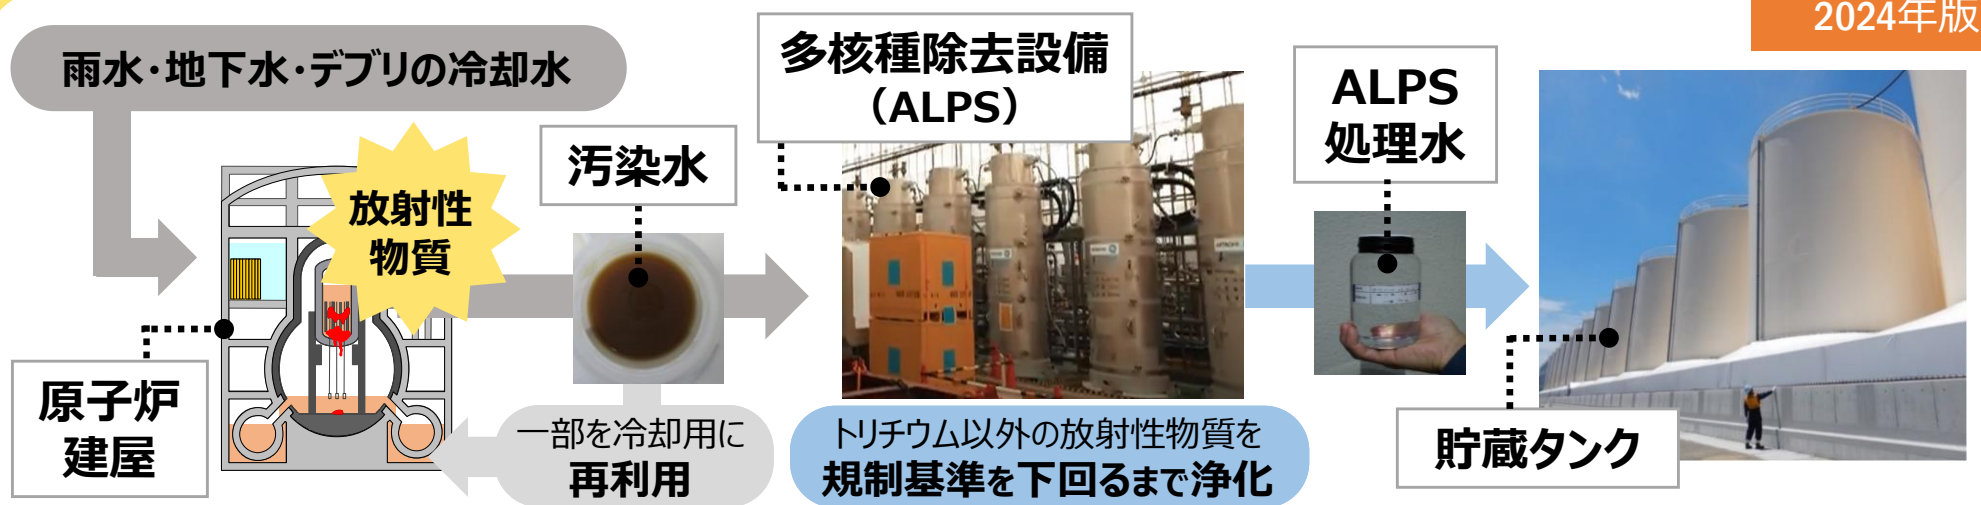 2024年版
雨水・地下水・デブリの冷却水
放射性
物質
汚染水
多核種除去設備
（ALPS）
ALPS
処理水
原子炉
建屋
一部を冷却用に
再利用
トリチウム以外の放射性物質を
規制基準を下回るまで浄化
貯蔵タンク